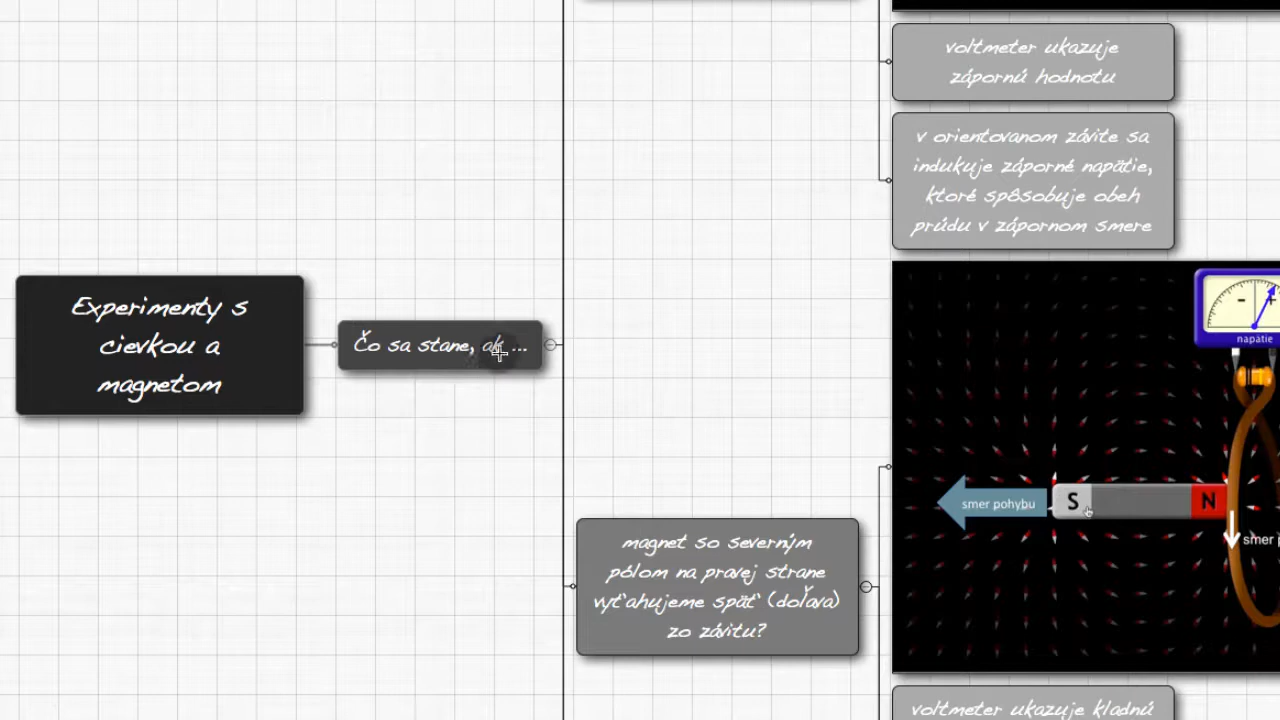 voltmeter ukazuje
zápornú hodnotu
v orientovanom závite sa
indukuje záporné napätie,
ktoré spôsobuje obeh
prúdu v zápornom smere
Experimenty s
cievkou a
magnetom
Čo sa stane, ak ...
- +
napätie
smer pohybu
S
N
smer p
magnet so severným
pólom na pravej strane
vyťahujeme späť (doľava)
zo závitu?
voltmeter ukazuje kladnú